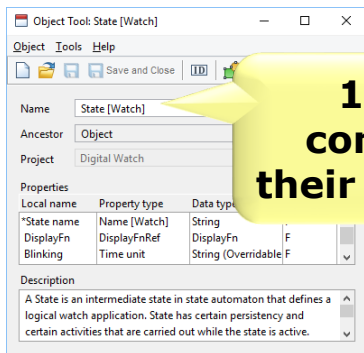 Object Tool: State [Watch]
Object Tools Help
Save and Close ID
Name State [Watch]
Ancestor Object
Project Digital Watch
Properties
Local name Property type Data type
*State name Name [Watch] String
DisplayFn DisplayFnRef DisplayFn F
Blinking Time unit String (Overridable F
Description
A State is an intermediate state in state automaton that defines a
logical watch application. State has certain persistency and
certain activities that are carried out while the state is active.
1
con
their